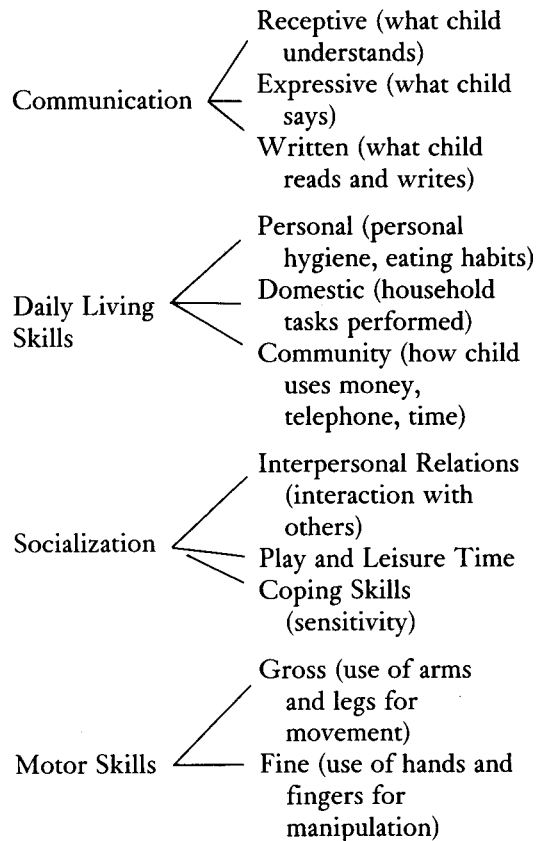 Receptive (what child
understands)
Communication
Expressive (what child
says)
Written (what child
reads and writes)
Personal (personal
hygiene, eating habits)
Daily Living
Skills
Domestic (household
tasks performed)
Community (how child
uses money,
telephone, time)
Interpersonal Relations
(interaction with
others)
Socialization
Play and Leisure Time
Coping Skills
(sensitivity)
Gross (use of arms
and legs for
movement)
Motor Skills
Fine (use of hands and
fingers for
manipulation)